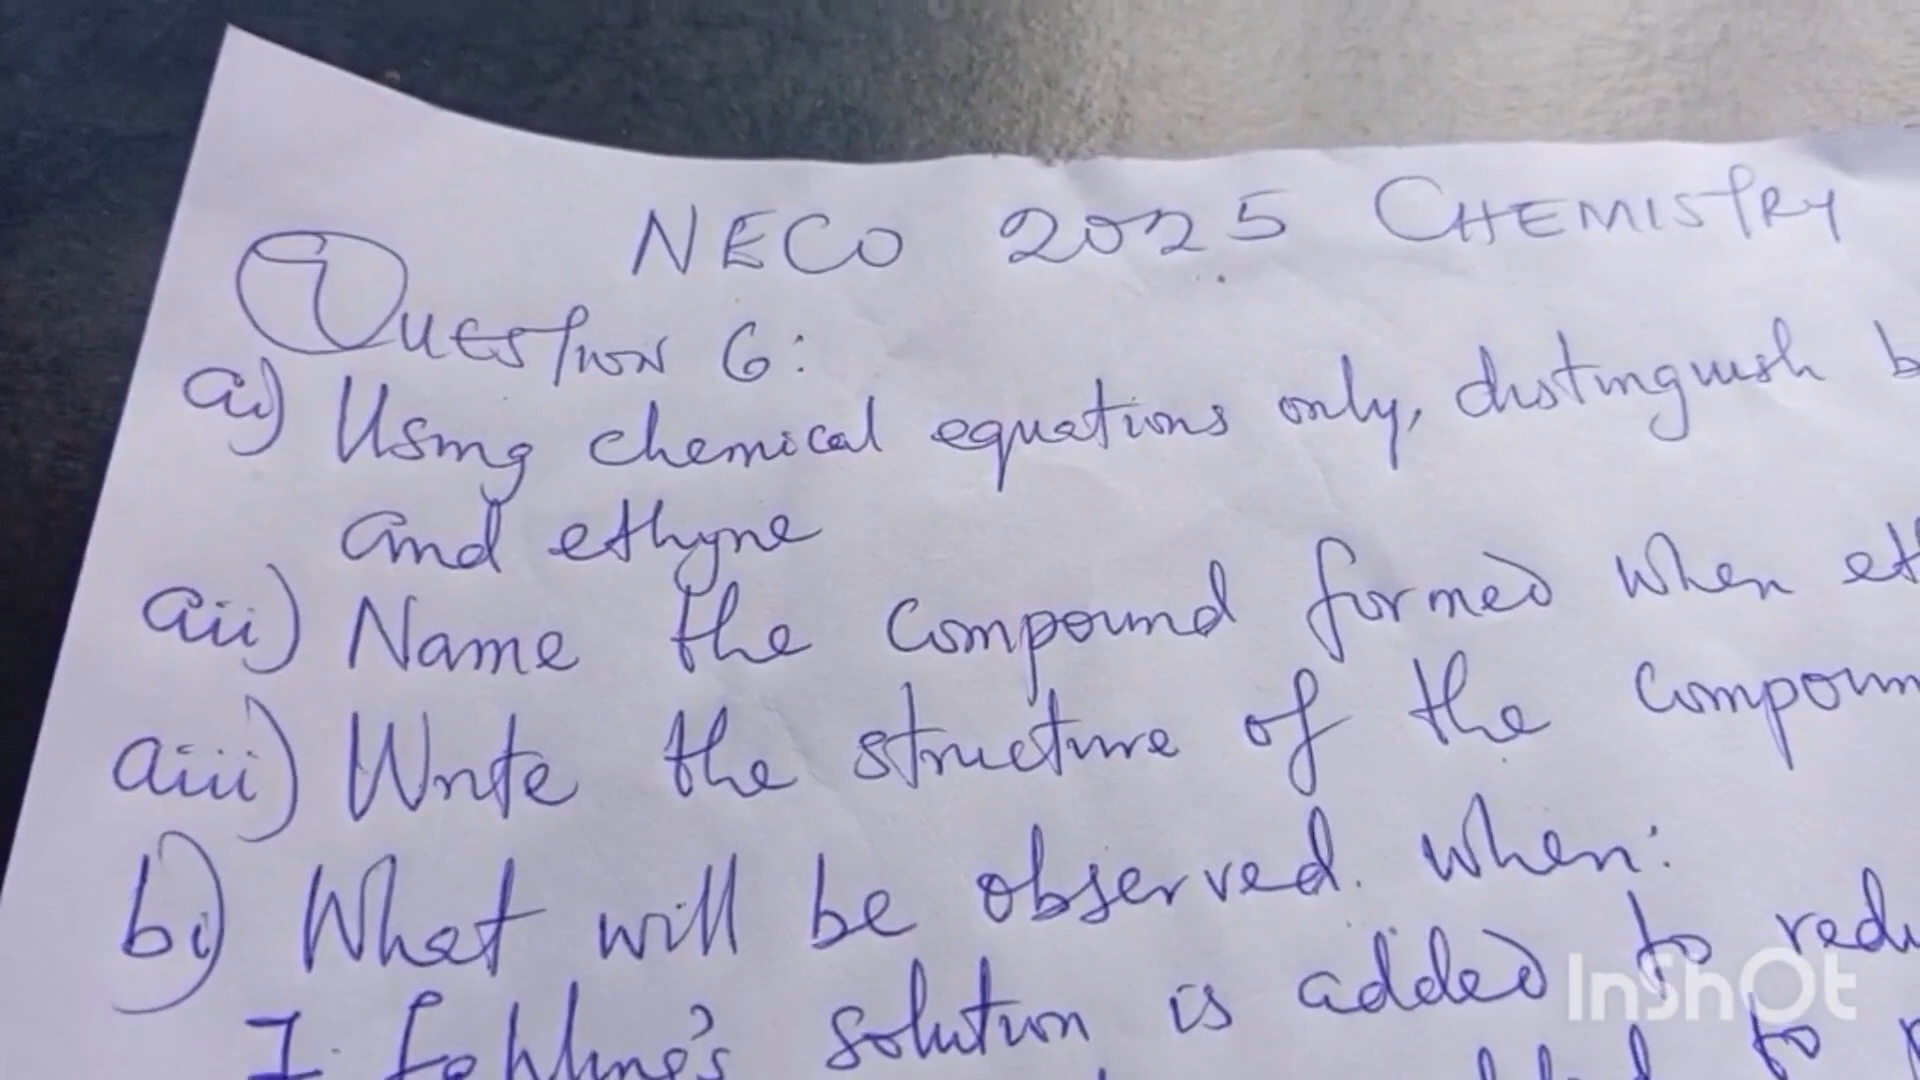 NECO 2025 CHEMISTRY
QUESTION 6:
ai) Using chemical equations only, distinguish b
and ethyne
aii) Name the compound formed when eth
aiii) Write the structure of the compoun
bi) What will be observed. when:
I. Fehling's solution is added to redu
to
InShOt